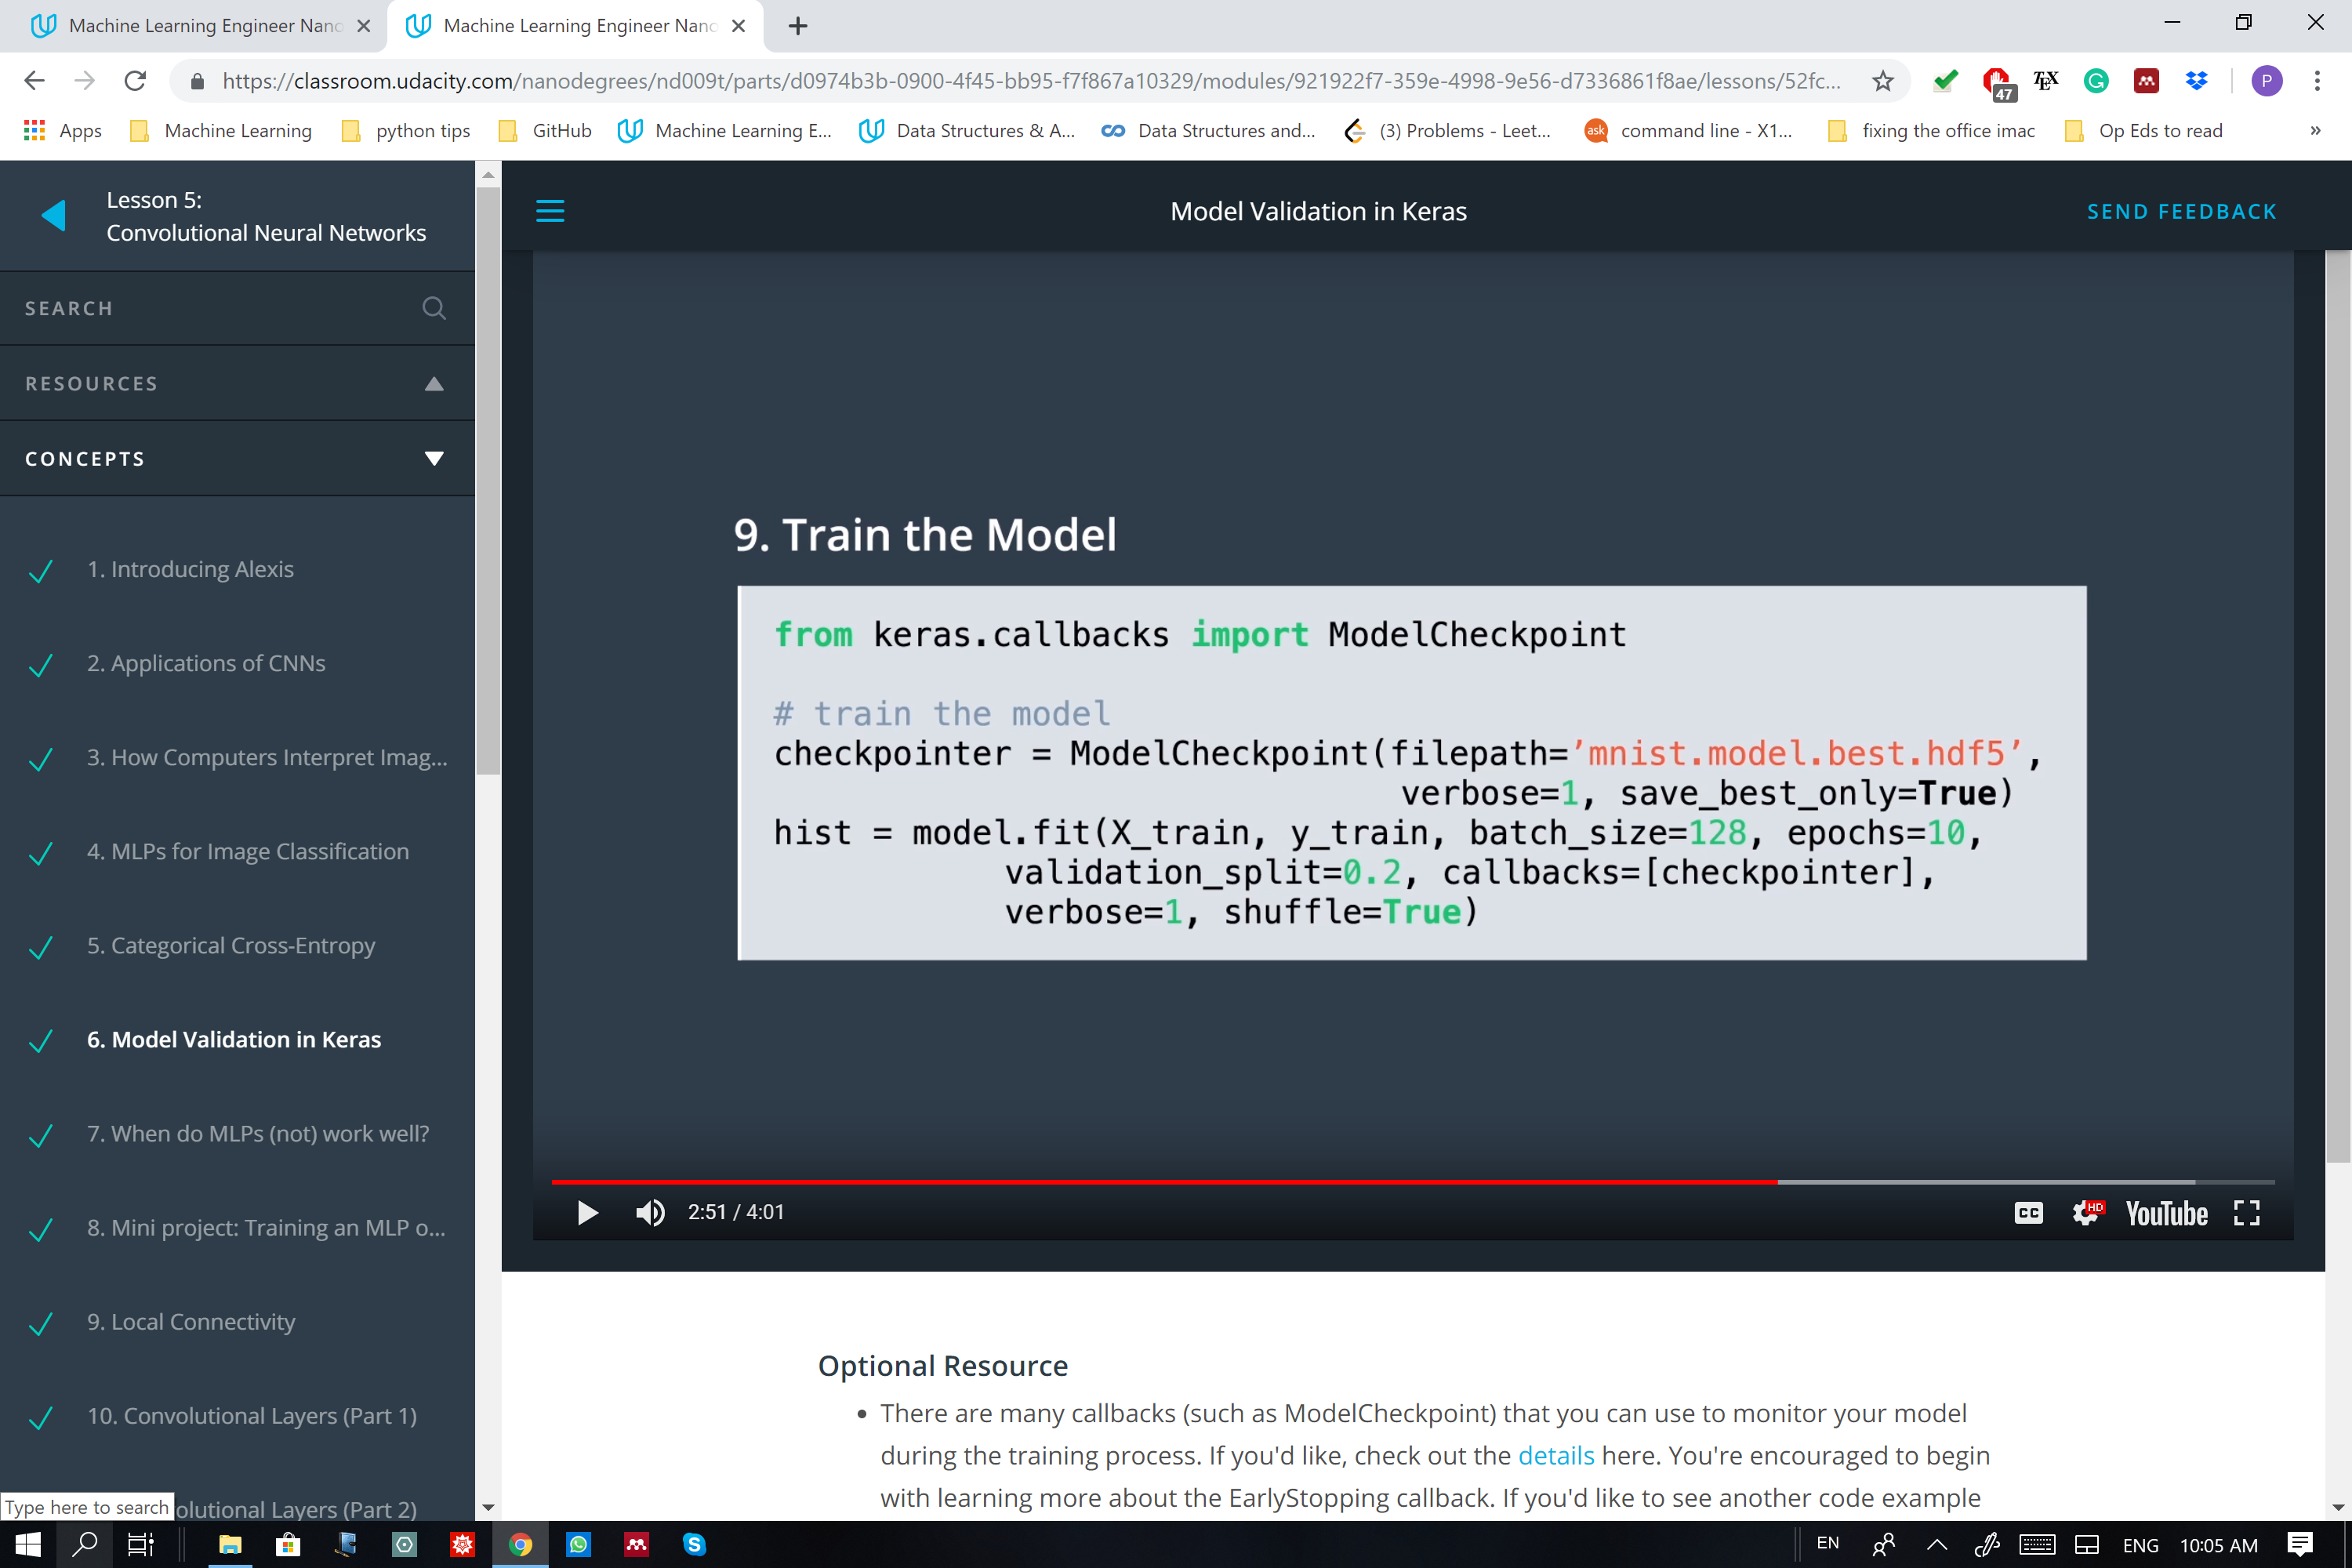 Machine Learning Engineer Nano
Machine Learning Engineer Nano
https://classroom.udacity.com/nanodegrees/nd009t/parts/d0974b3b-0900-4f45-bb95-f7f867a10329/modules/921922f7-359e-4998-9e56-d7336861f8ae/lessons/52fc...
47
TEX
P
Apps
Machine Learning
python tips
GitHub
Machine Learning E...
Data Structures & A...
Data Structures and...
(3) Problems - Leet...
ask
command line - X1...
fixing the office imac
Op Eds to read
»
Lesson 5:
Convolutional Neural Networks
SEARCH
RESOURCES
CONCEPTS
1. Introducing Alexis
2. Applications of CNNs
3. How Computers Interpret Imag...
4. MLPs for Image Classification
5. Categorical Cross-Entropy
6. Model Validation in Keras
7. When do MLPs (not) work well?
8. Mini project: Training an MLP o...
9. Local Connectivity
10. Convolutional Layers (Part 1)
olutional Layers (Part 2)
Type here to search
Model Validation in Keras
SEND FEEDBACK
9. Train the Model
from keras.callbacks import ModelCheckpoint
# train the model
checkpointer = ModelCheckpoint(filepath=’mnist.model.best.hdf5’,
verbose=1, save_best_only=True)
hist = model.fit(X_train, y_train, batch_size=128, epochs=10,
validation_split=0.2, callbacks=[checkpointer],
verbose=1, shuffle=True)
2:51 / 4:01
CC
HD
YouTube
Optional Resource
• There are many callbacks (such as ModelCheckpoint) that you can use to monitor your model
during the training process. If you'd like, check out the details here. You're encouraged to begin
with learning more about the EarlyStopping callback. If you'd like to see another code example
EN
ENG
10:05 AM